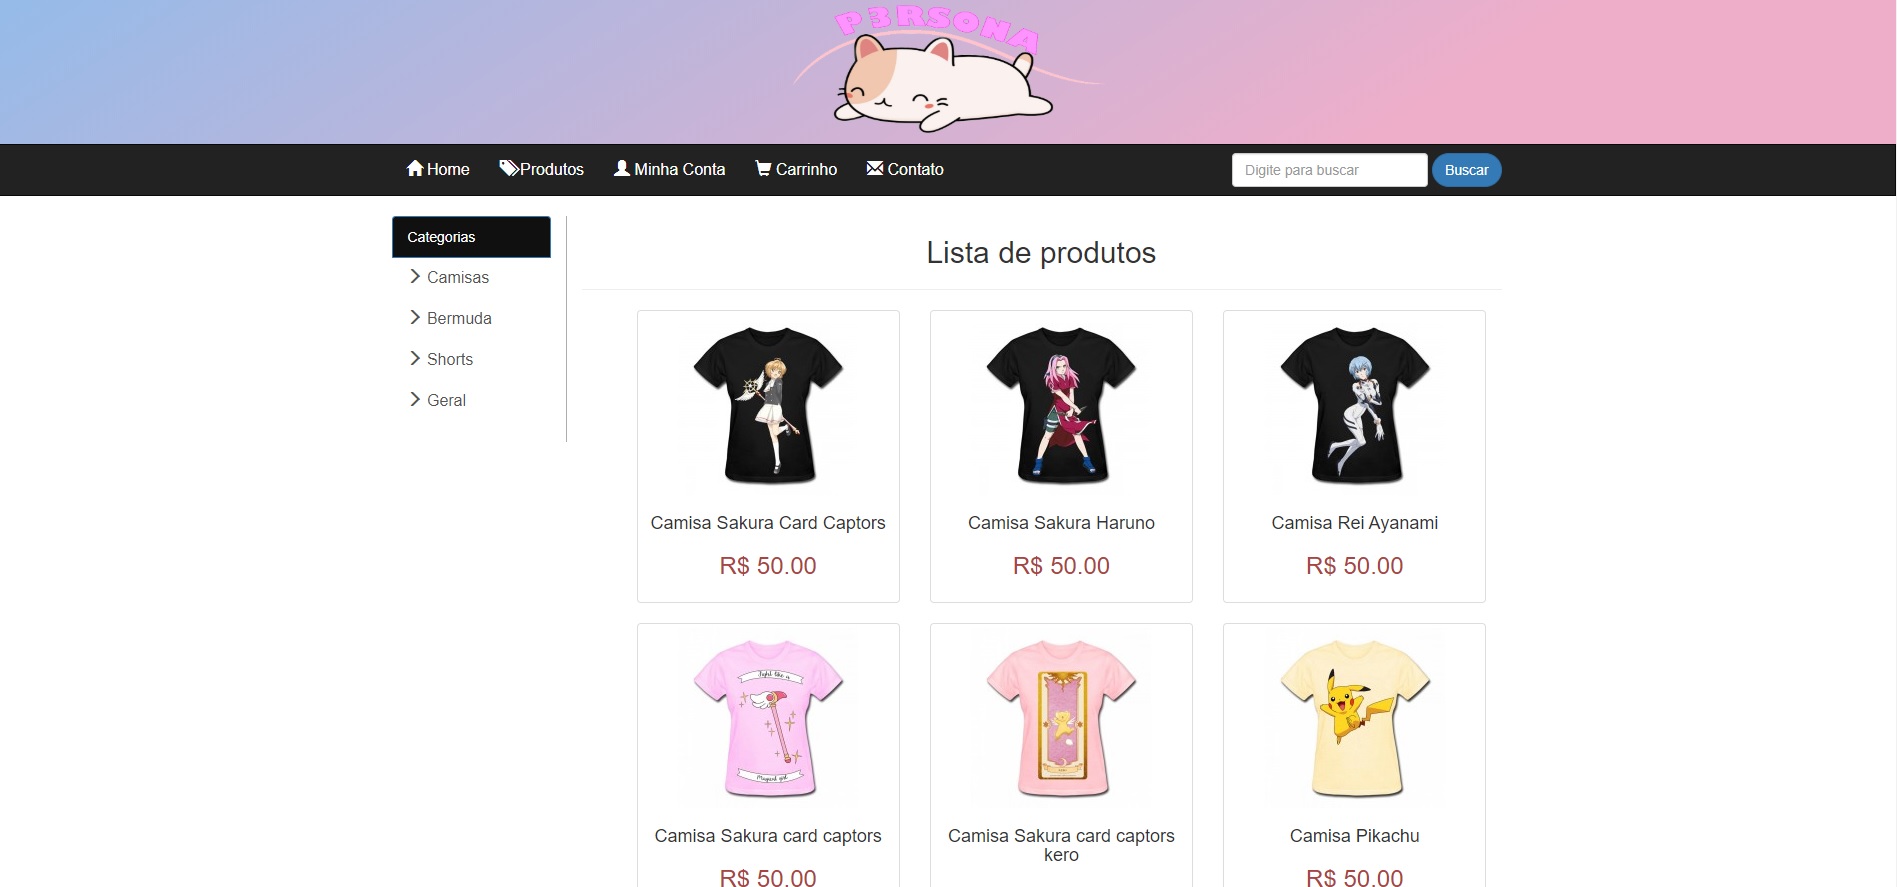 P3RSONA
Home Produtos Minha Conta Carrinho Contato Digite para buscar Buscar
Categorias
Camisas
Bermuda
Shorts
Geral
Lista de produtos
Camisa Sakura Card Captors
R$ 50.00
Camisa Sakura Haruno
R$ 50.00
Camisa Rei Ayanami
R$ 50.00
fight like a
Magical girl
Camisa Sakura card captors
R$ 50.00
Camisa Sakura card captors
kero
Camisa Pikachu
R$ 50.00